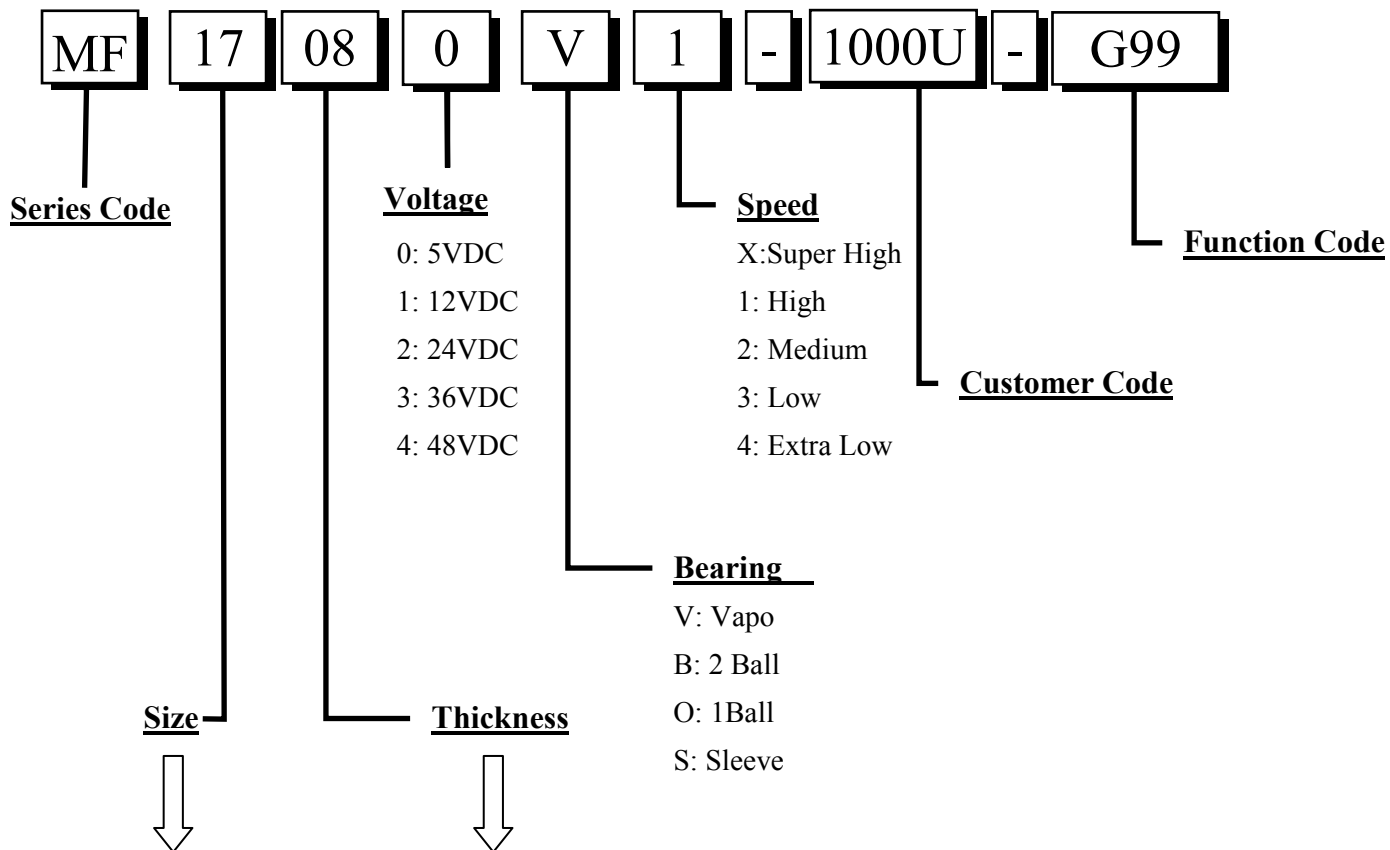 MF 17 08 0 V 1 - 1000U - G99
Series Code
Voltage
0: 5VDC
1: 12VDC
2: 24VDC
3: 36VDC
4: 48VDC
Speed
X:Super High
1: High
2: Medium
3: Low
4: Extra Low
Function Code
Customer Code
Bearing
V: Vapo
B: 2 Ball
O: 1Ball
S: Sleeve
Size
Thickness